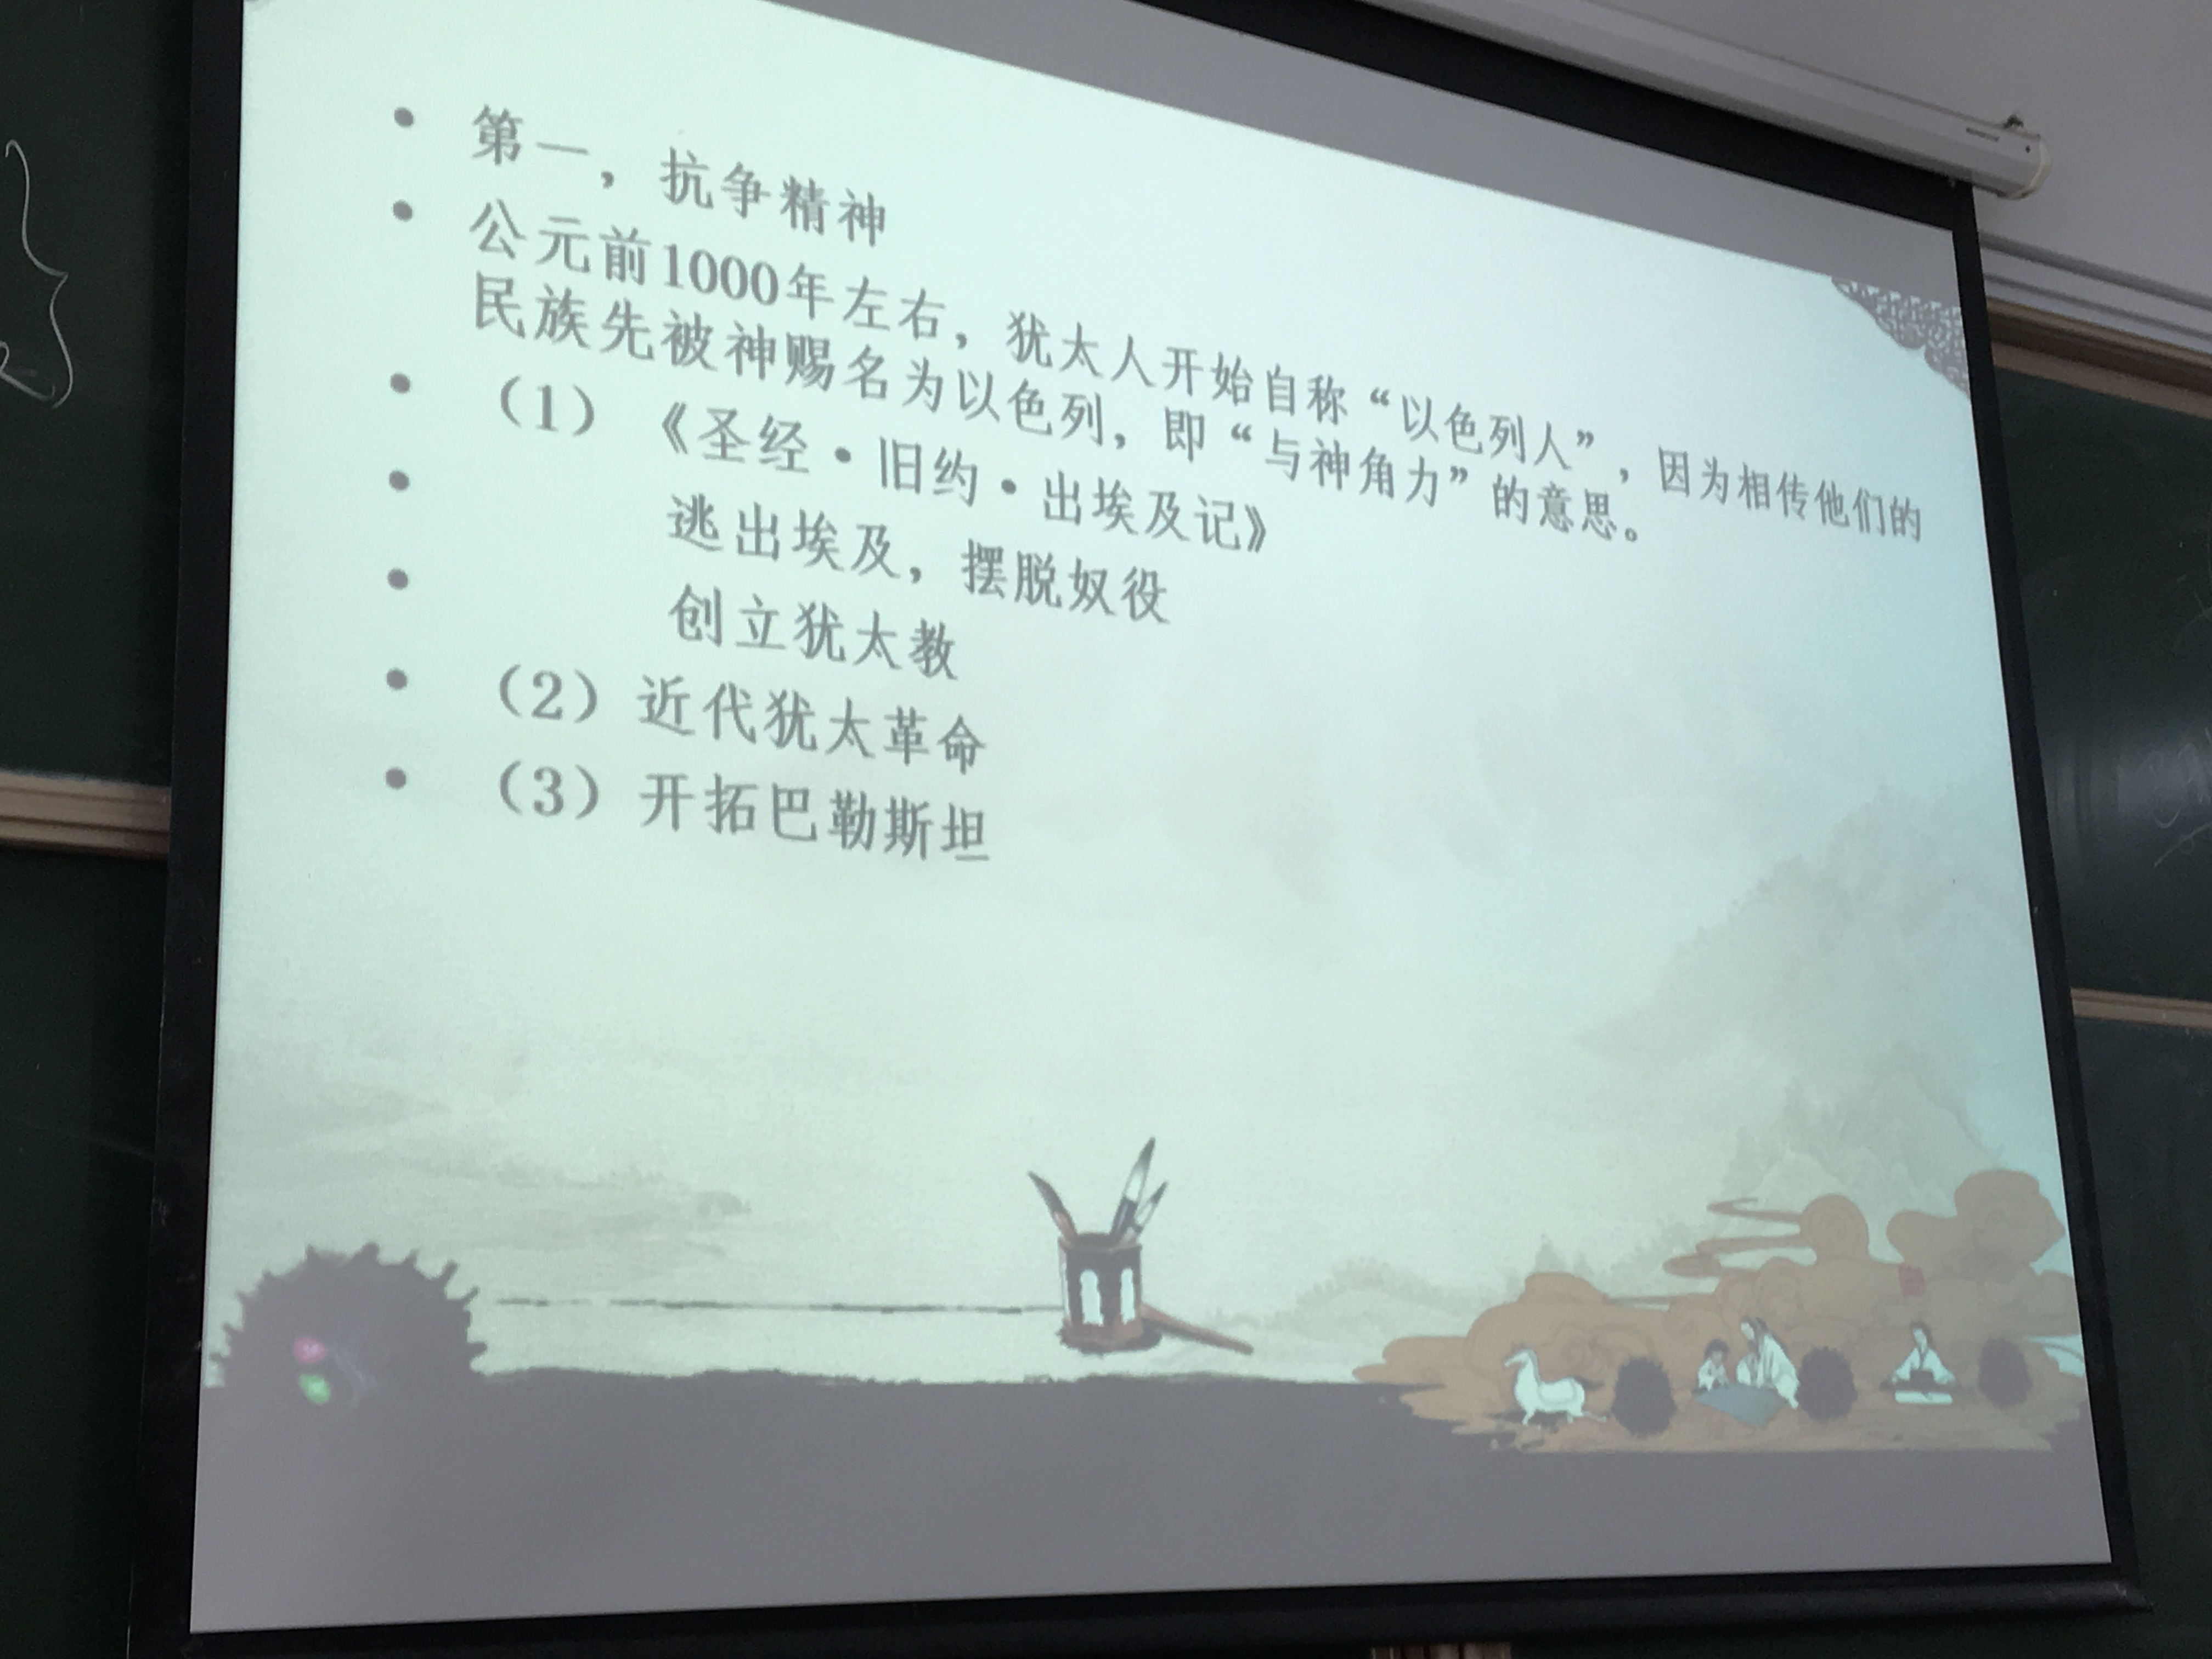 第一，抗争精神
公元前1000年左右，犹太人开始自称“以色列人”，因为相传他们的
民族先被神赐名为以色列，即“与神角力”的意思。
（1）《圣经·旧约·出埃及记》
逃出埃及，摆脱奴役
创立犹太教
（2）近代犹太革命
（3）开拓巴勒斯坦